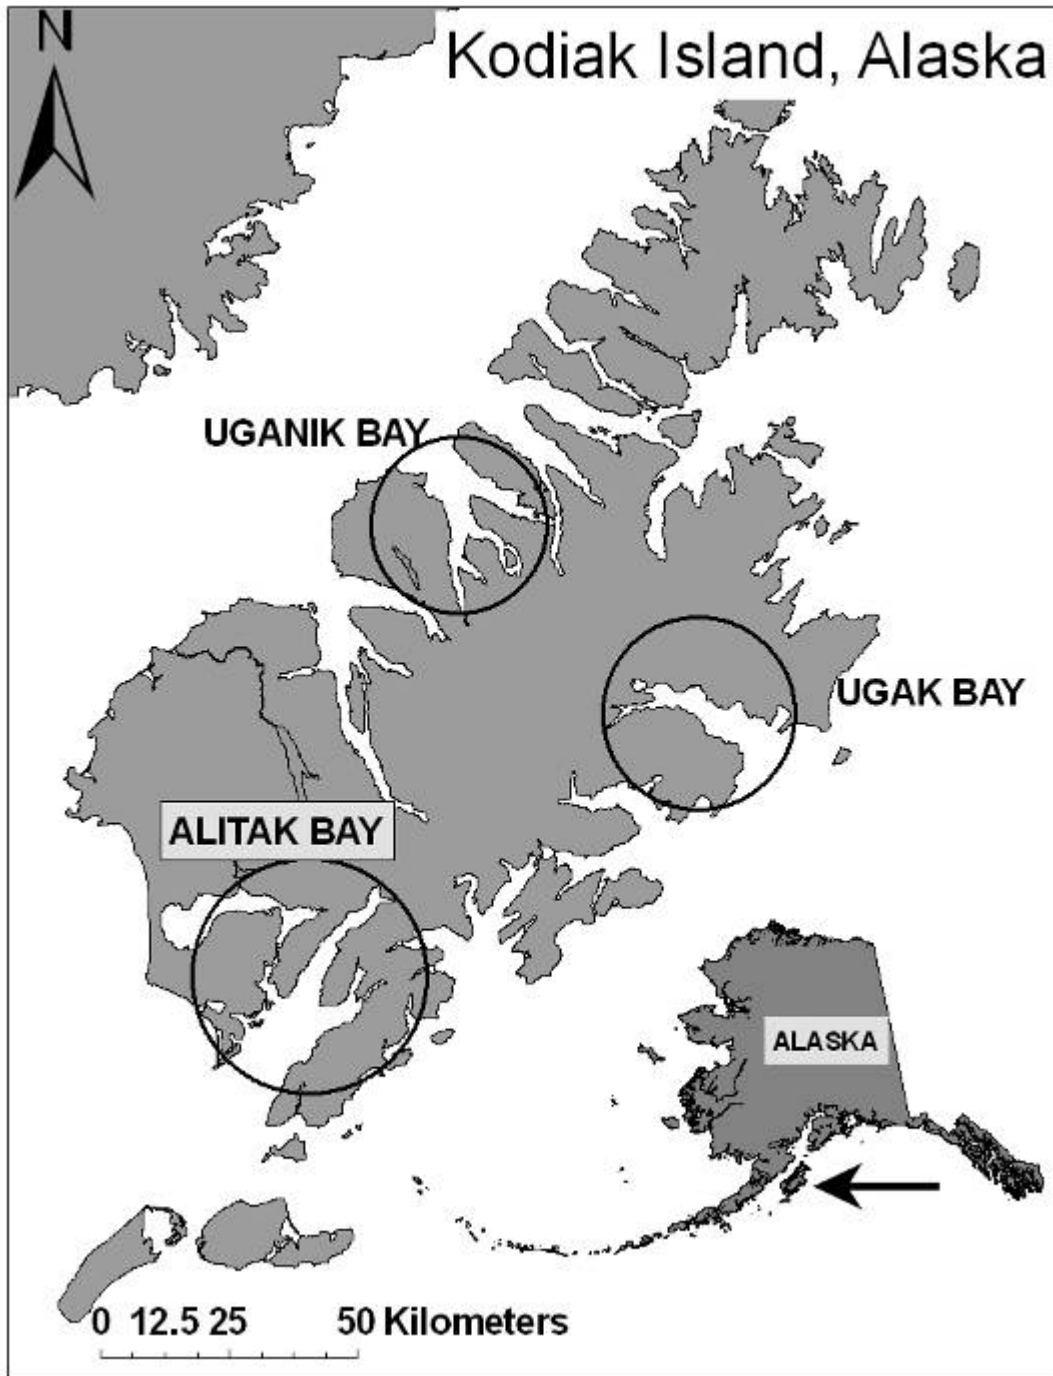 N
Kodiak Island, Alaska
UGANIK BAY
UGAK BAY
ALITAK BAY
ALASKA
0 12.5 25 50 Kilometers